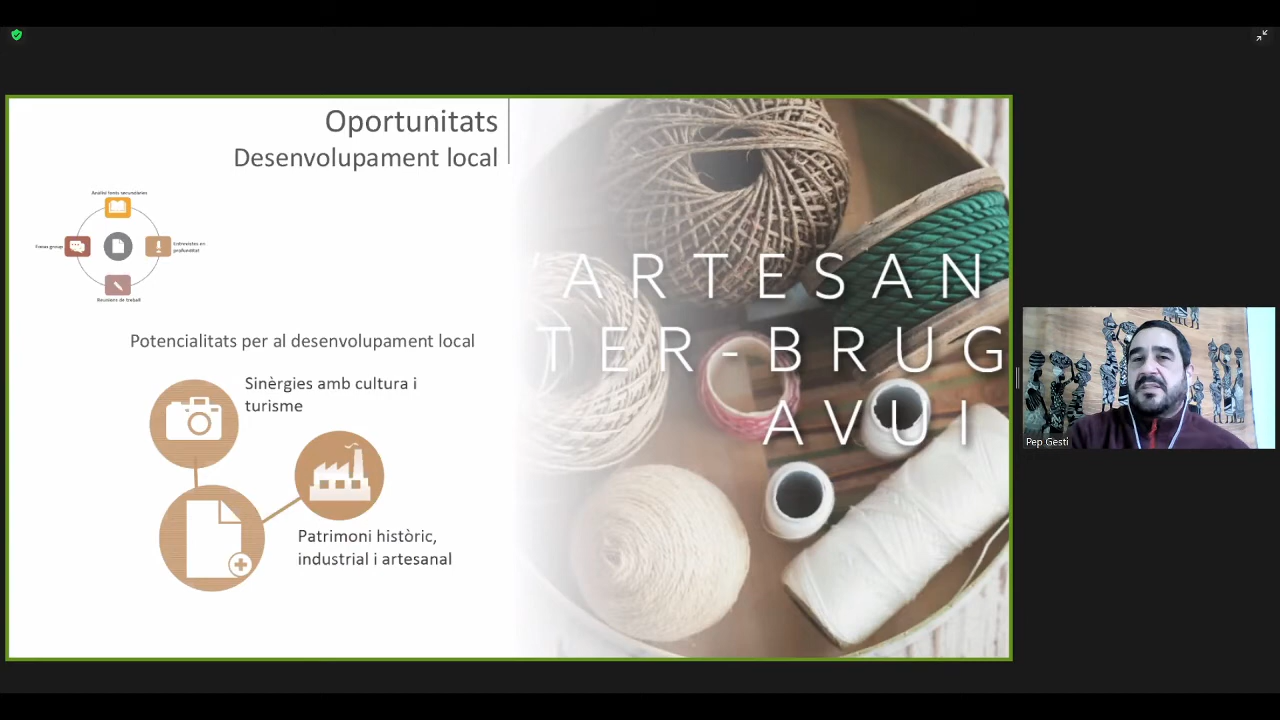 Oportunitats
Desenvolupament local
Anàlisi fonts secundàries
Focus group
Entrevistes en
profunditat
Reunions de treball
Potencialitats per al desenvolupament local
Sinèrgies amb cultura i
turisme
Patrimoni històric,
industrial i artesanal
'ARTESAN
TER-BRUG
AVUI
Pep Gesti